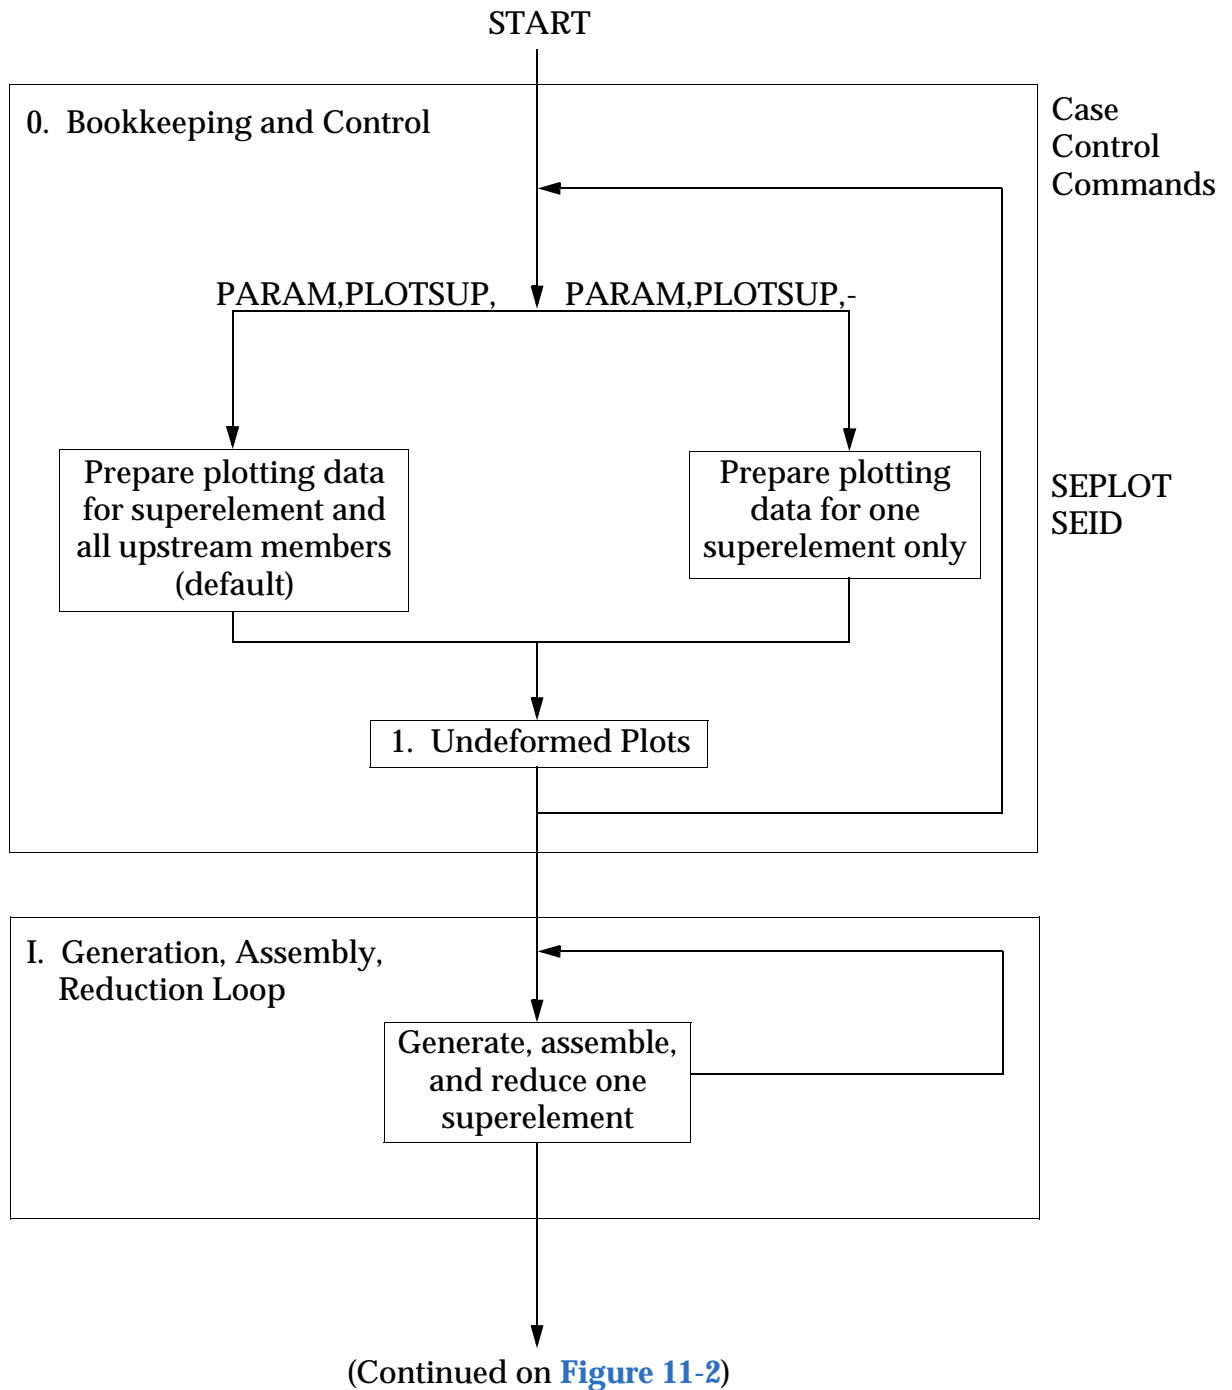 START
0. Bookkeeping and Control
Case
Control
Commands
PARAM,PLOTSUP,
PARAM,PLOTSUP,-
Prepare plotting data
for superelement and
all upstream members
(default)
Prepare plotting
data for one
superelement only
SEPLOT
SEID
1. Undeformed Plots
I. Generation, Assembly,
Reduction Loop
Generate, assemble,
and reduce one
superelement
(Continued on Figure 11-2)